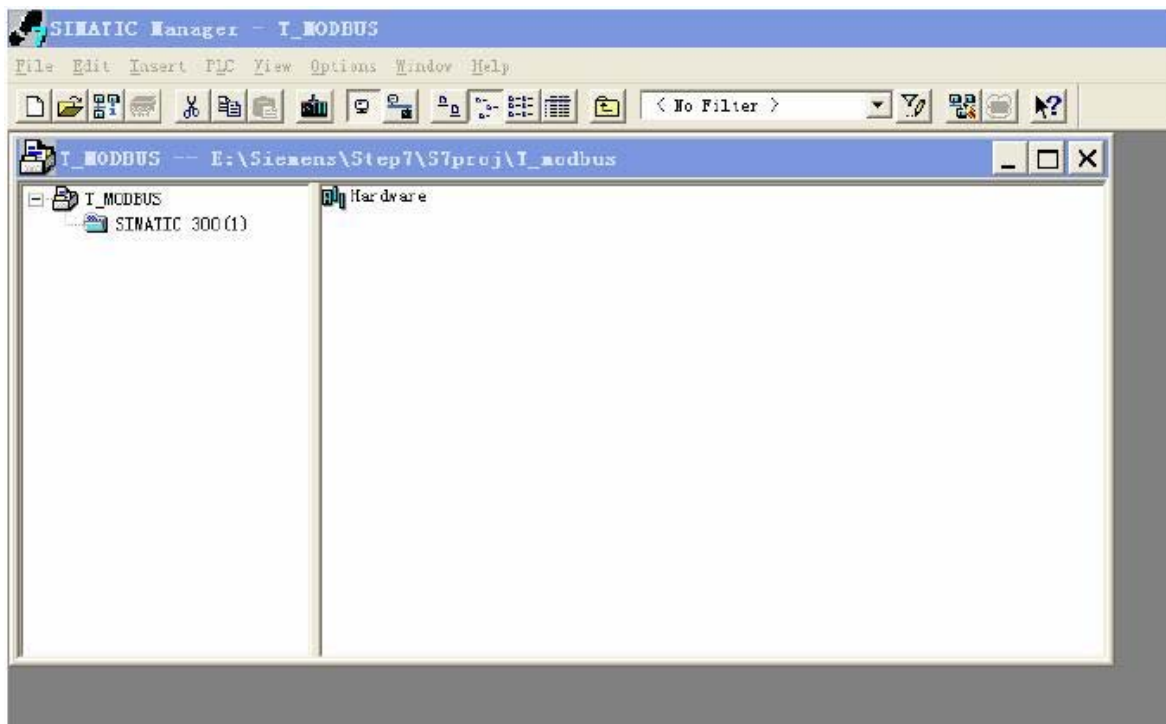 SIMATIC Manager - T_MODBUS
File Edit Insert PLC View Options Window Help
< No Filter >
T_MODBUS -- E:\Siemens\Step7\S7proj\T_modbus
T_MODBUS
SIMATIC 300(1)
Hardware